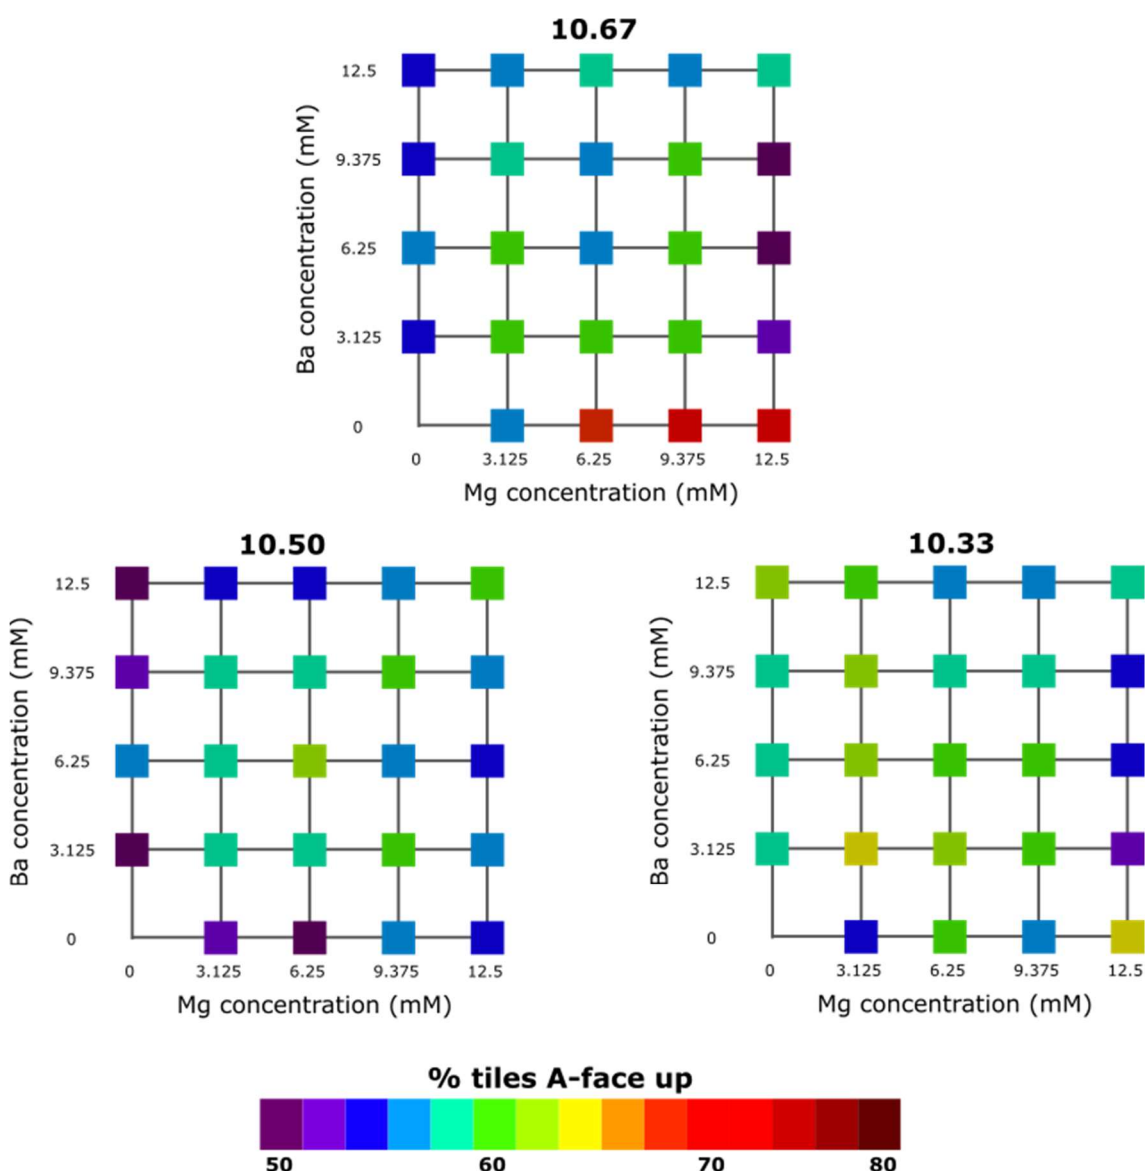 10.67
12.5
9.375
6.25
3.125
0
Ba concentration (mM)
0 3.125 6.25 9.375 12.5
Mg concentration (mM)
10.50
12.5
9.375
6.25
3.125
0
Ba concentration (mM)
0 3.125 6.25 9.375 12.5
Mg concentration (mM)
10.33
12.5
9.375
6.25
3.125
0
Ba concentration (mM)
0 3.125 6.25 9.375 12.5
Mg concentration (mM)
% tiles A-face up
50 60 70 80